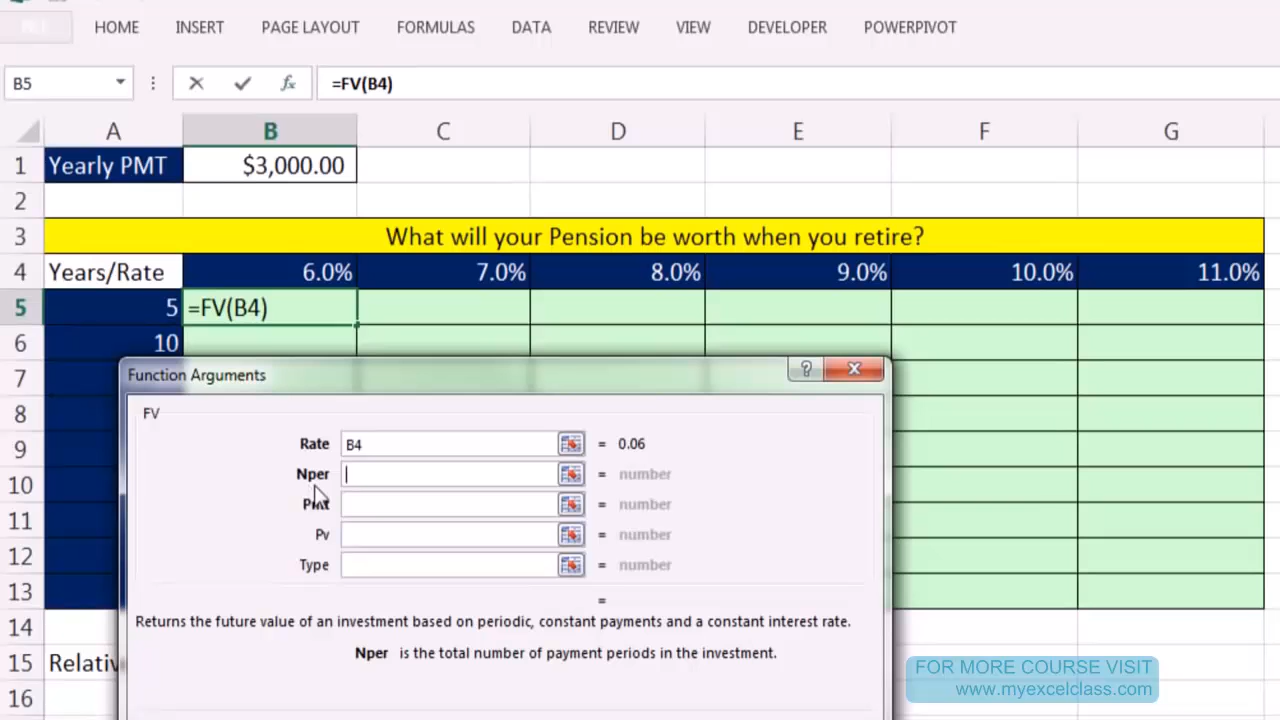 HOME INSERT PAGE LAYOUT FORMULAS DATA REVIEW VIEW DEVELOPER POWERPIVOT
B5 fx =FV(B4)
A B C D E F G
1 Yearly PMT $3,000.00
2
3 What will your Pension be worth when you retire?
4 Years/Rate 6.0% 7.0% 8.0% 9.0% 10.0% 11.0%
5 5 =FV(B4)
6 10
7
Function Arguments ?
8
FV
9
Rate B4 = 0.06
10
Nper = number
11
Pmt = number
12
Pv = number
13
Type = number
=
14
Returns the future value of an investment based on periodic, constant payments and a constant interest rate.
15
Nper is the total number of payment periods in the investment.
16
FOR MORE COURSE VISIT
www.myexcelclass.com